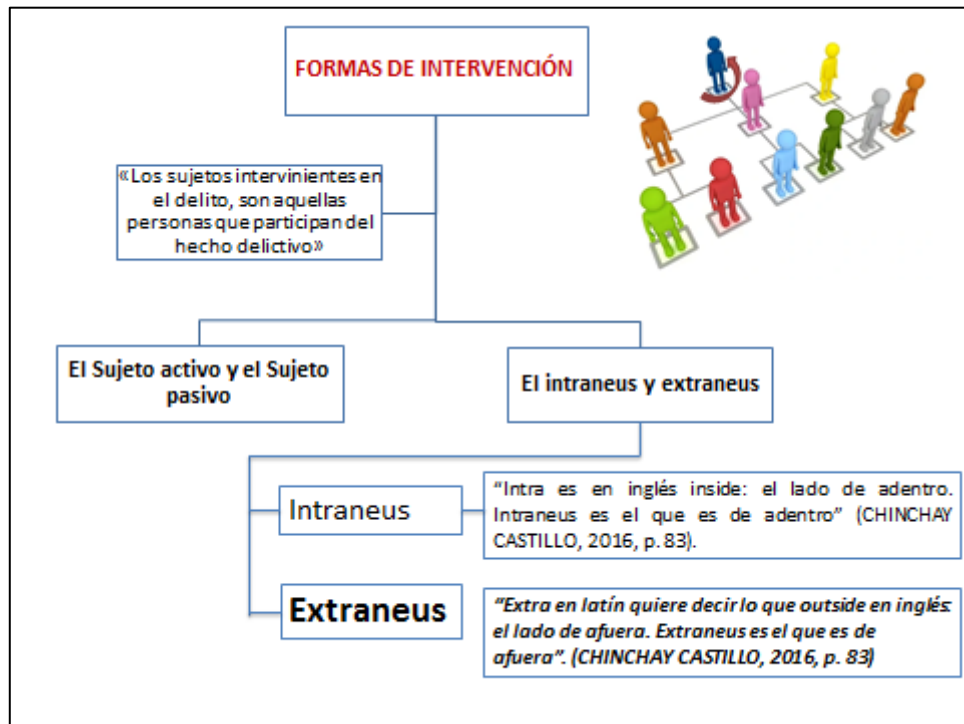 FORMAS DE INTERVENCIÓN
«Los sujetos intervinientes en
el delito, son aquellas
personas que participan del
hecho delictivo»
El Sujeto activo y el Sujeto
pasivo
El intraneus y extraneus
Intraneus
“Intra es en inglés inside: el lado de adentro.
Intraneus es el que es de adentro” (CHINCHAY
CASTILLO, 2016, p. 83).
Extraneus
“Extra en latín quiere decir lo que outside en inglés:
el lado de afuera. Extraneus es el que es de
afuera”. (CHINCHAY CASTILLO, 2016, p. 83)